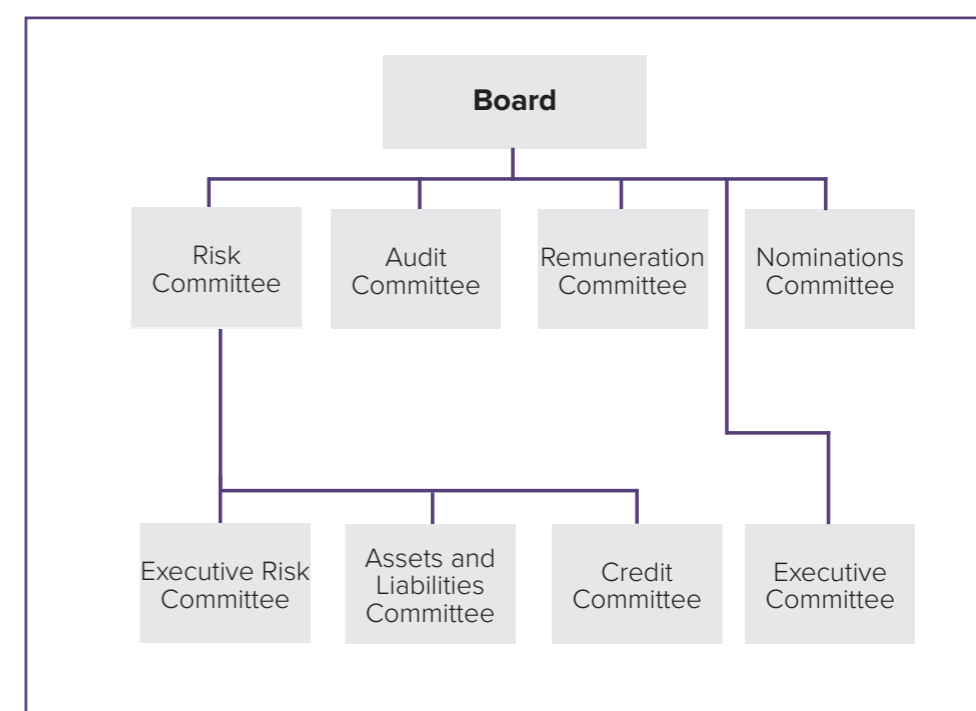 Board
Risk
Committee
Audit
Committee
Remuneration
Committee
Nominations
Committee
Executive Risk
Committee
Assets and
Liabilities
Committee
Credit
Committee
Executive
Committee